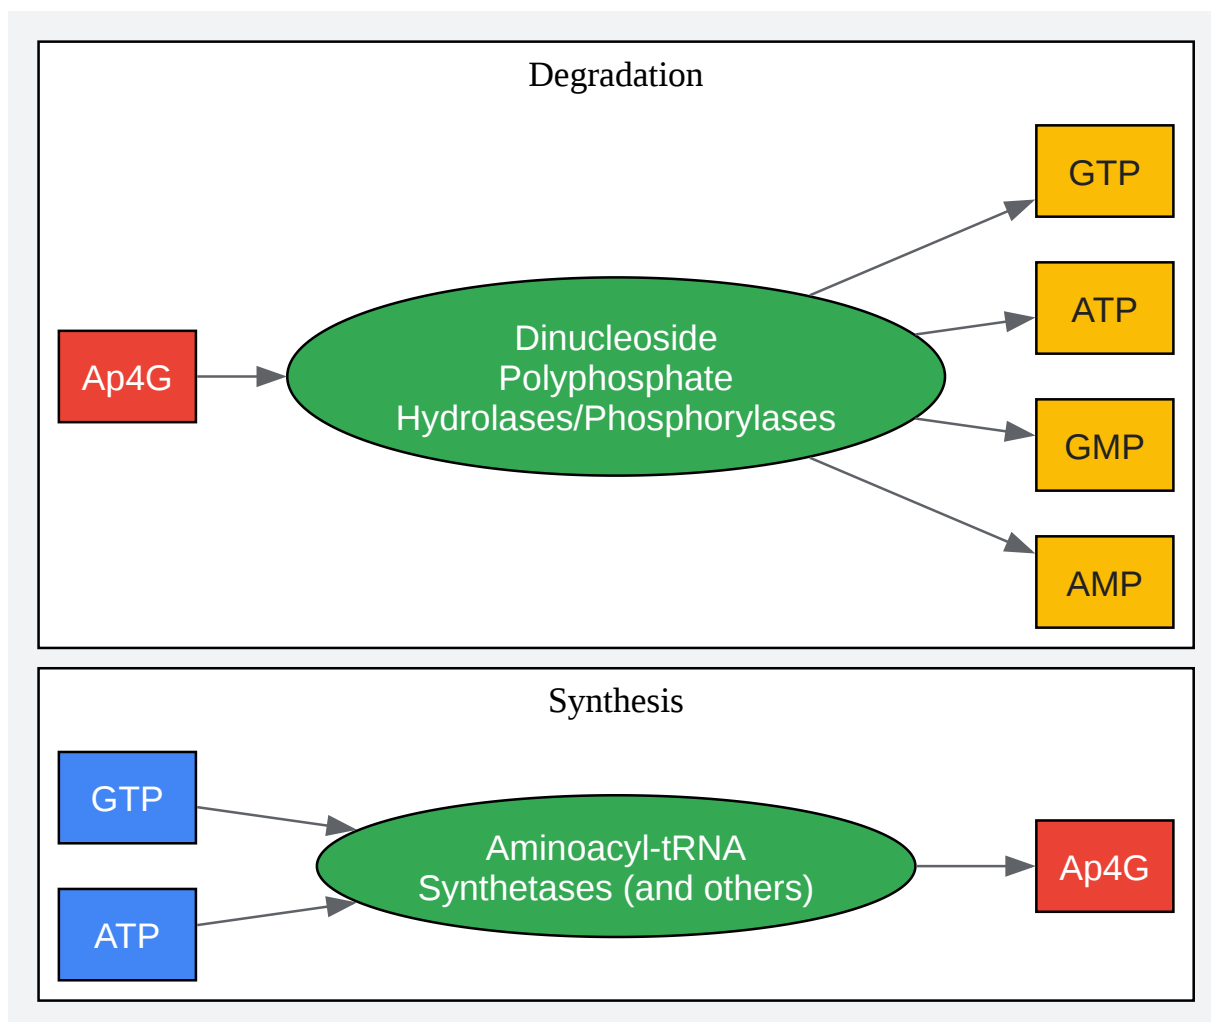 Degradation
GTP
ATP
Ap4G
Dinucleoside
Polyphosphate
Hydrolases/Phosphorylases
GMP
AMP
Synthesis
GTP
ATP
Aminoacyl-tRNA
Synthetases (and others)
Ap4G